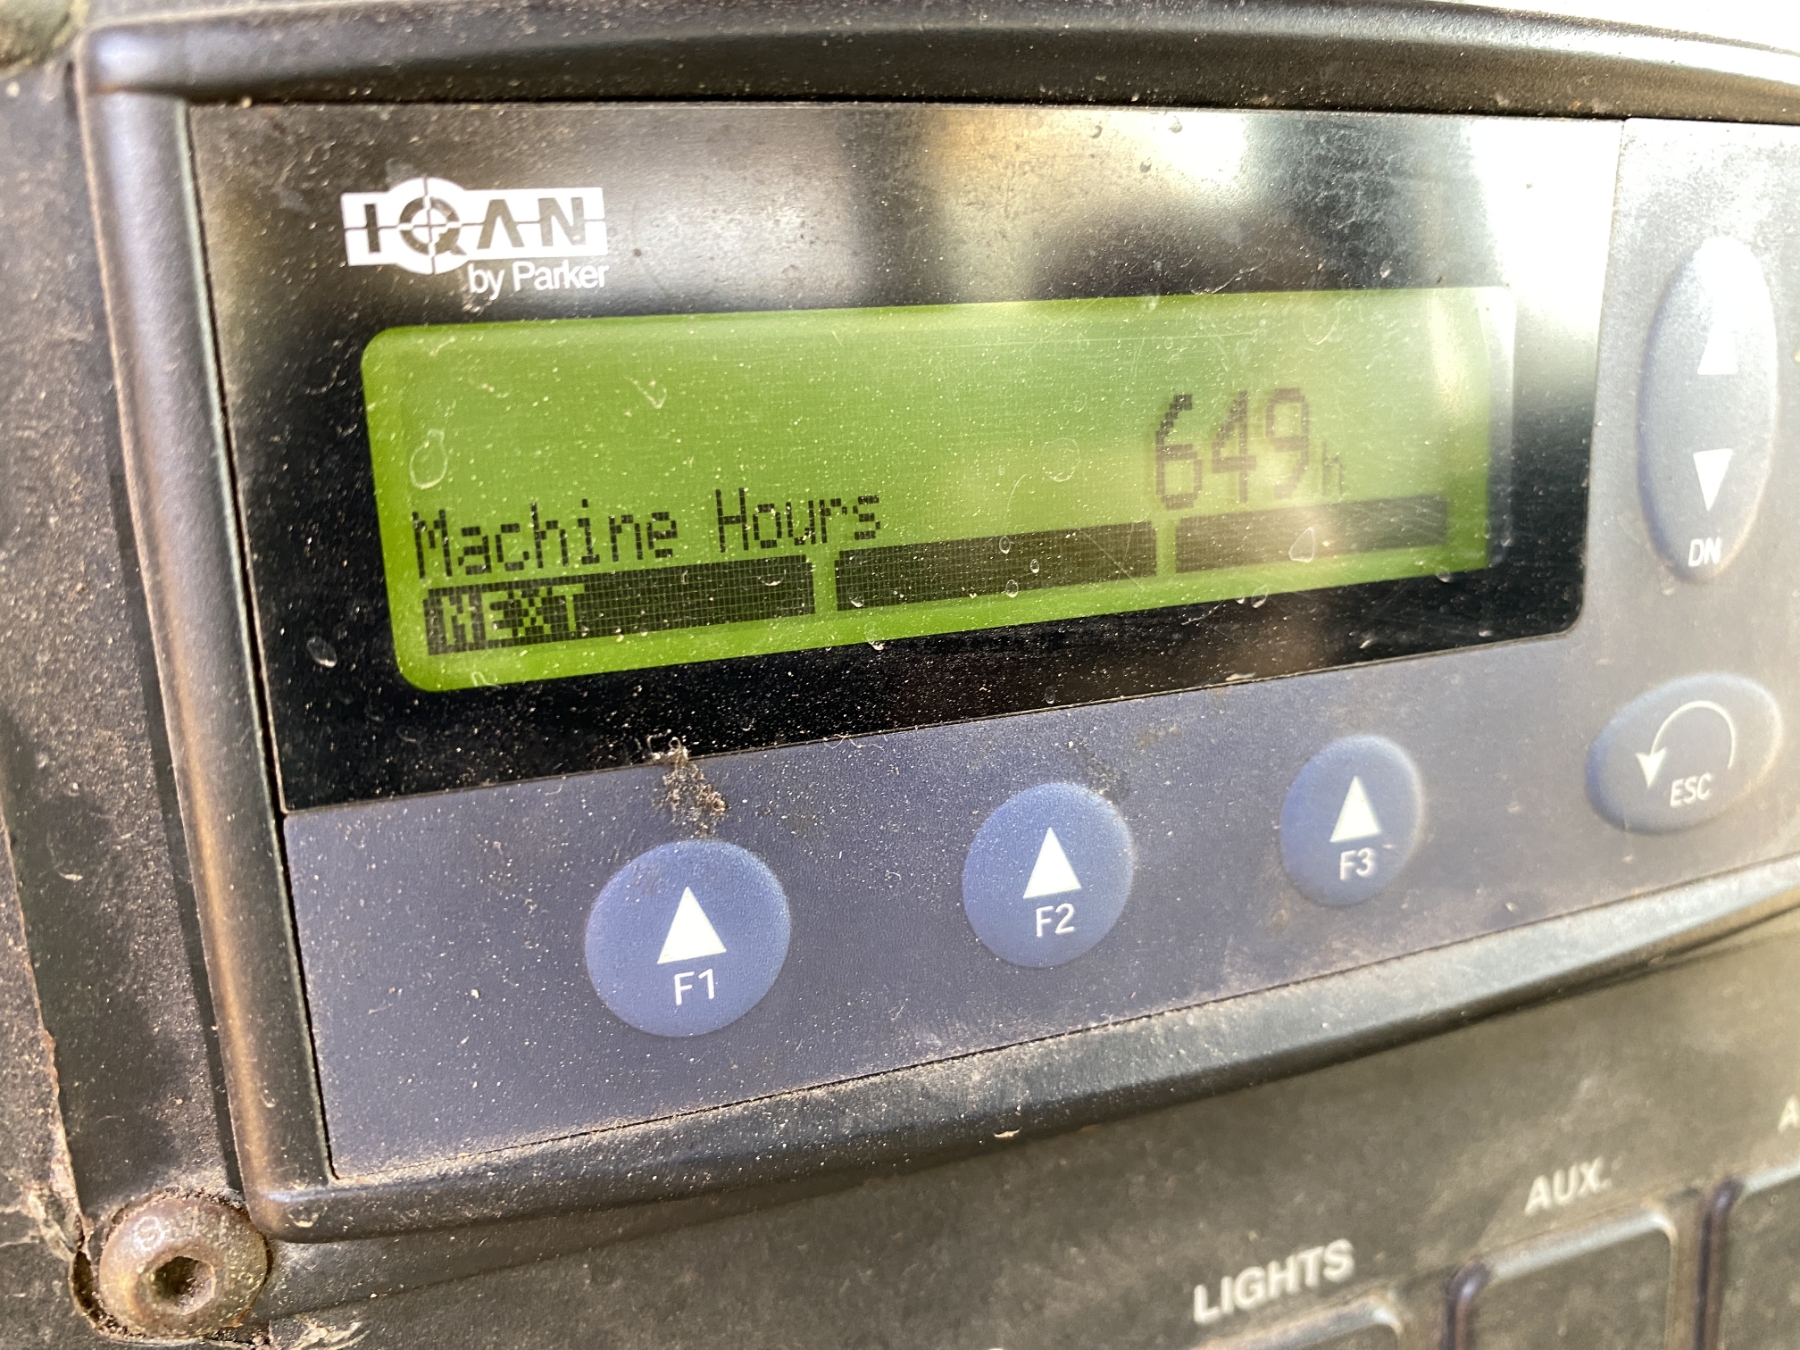 IQAN
by Parker
649h
Machine Hours
NEXT
DN
ESC
F1
F2
F3
AUX.
LIGHTS